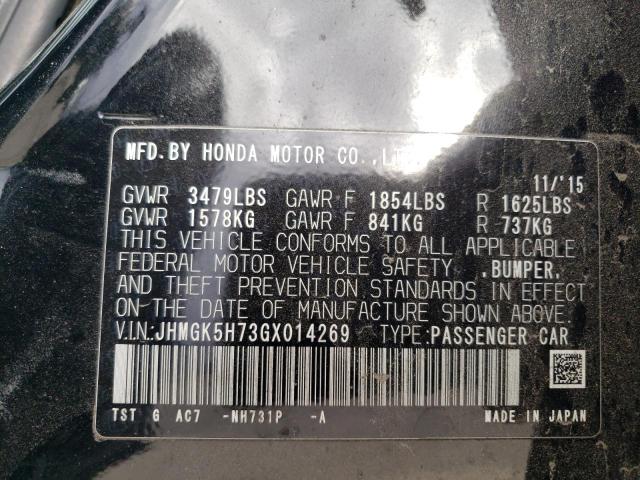 MFD.BY HONDA MOTOR CO.,LT
11/'15
GVWR 3479LBS GAWR F 1854LBS R 1625LBS
GVWR 1578KG GAWR F 841KG R 737KG
THIS VEHICLE CONFORMS TO ALL APPLICABLE
FEDERAL MOTOR VEHICLE SAFETY ,BUMPER,
AND THEFT PREVENTION STANDARDS IN EFFECT
ON THE DATE OF MANUFACTURE SHOWN ABOVE.
V.I.N:JHMGK5H73GX014269 TYPE:PASSENGER CAR
TST G AC7 -NH731P -A MADE IN JAPAN